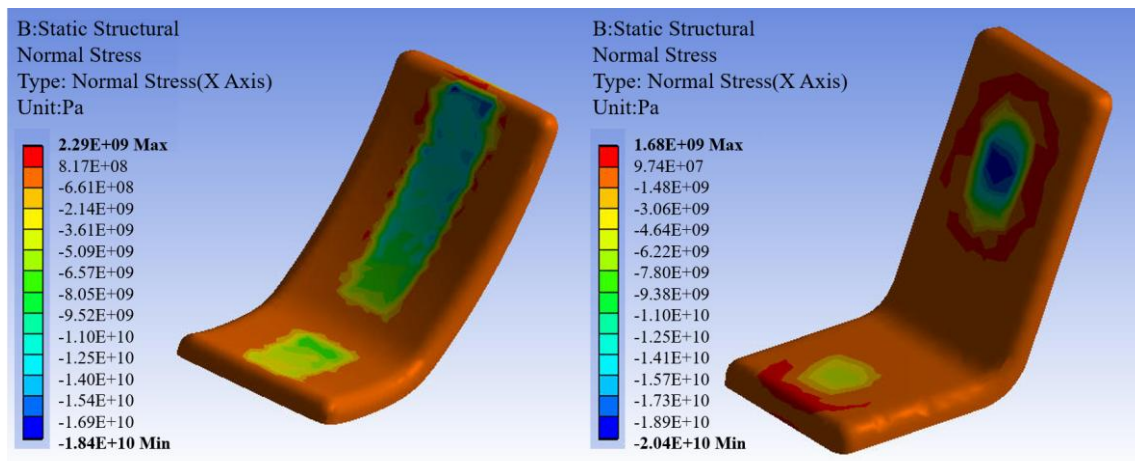 B:Static Structural
Normal Stress
Type: Normal Stress(X Axis)
Unit:Pa
2.29E+09 Max
8.17E+08
-6.61E+08
-2.14E+09
-3.61E+09
-5.09E+09
-6.57E+09
-8.05E+09
-9.52E+09
-1.10E+10
-1.25E+10
-1.40E+10
-1.54E+10
-1.69E+10
-1.84E+10 Min
B:Static Structural
Normal Stress
Type: Normal Stress(X Axis)
Unit:Pa
1.68E+09 Max
9.74E+07
-1.48E+09
-3.06E+09
-4.64E+09
-6.22E+09
-7.80E+09
-9.38E+09
-1.10E+10
-1.25E+10
-1.41E+10
-1.57E+10
-1.73E+10
-1.89E+10
-2.04E+10 Min